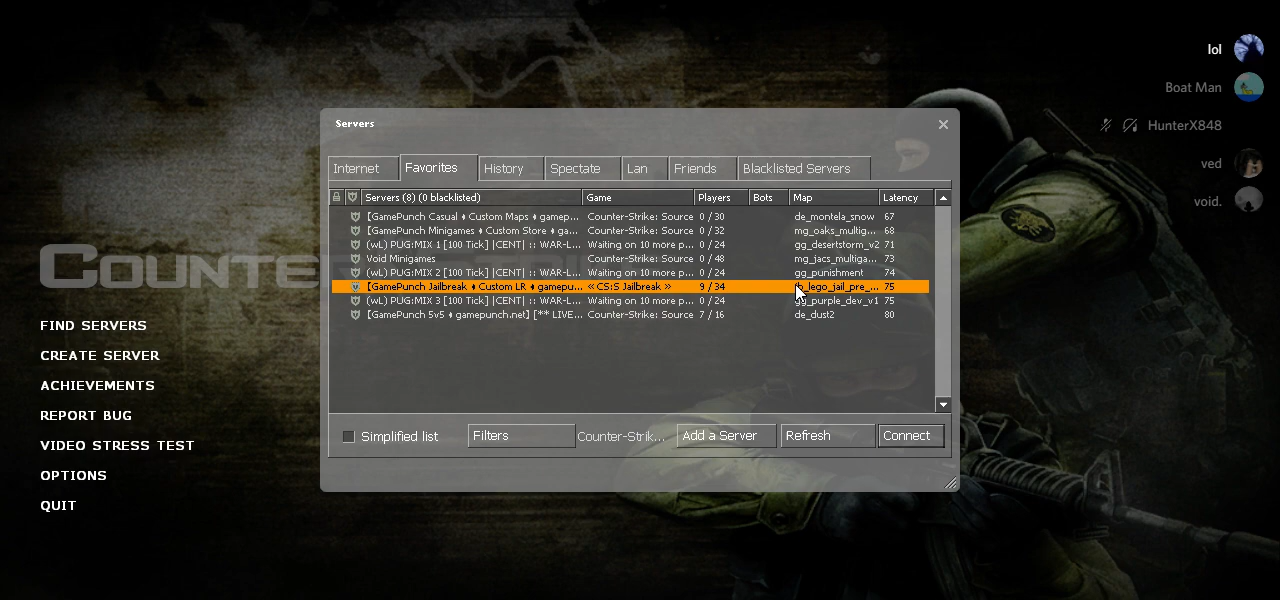 lol
Boat Man
HunterX848
ved
void.
Servers
Internet Favorites History Spectate Lan Friends Blacklisted Servers
Servers (8) (0 blacklisted) Game Players Bots Map Latency
[GamePunch Casual ♦ Custom Maps ♦ gamep... Counter-Strike: Source 0 / 30 de_montela_snow 67
[GamePunch Minigames ♦ Custom Store ♦ ga... Counter-Strike: Source 0 / 32 mg_oaks_multig... 68
(wL) PUG:MIX 1 [100 Tick] |CENT| :: WAR-L... Waiting on 10 more p... 0 / 24 gg_desertstorm_v2 71
Void Minigames Counter-Strike: Source 0 / 48 mg_jacs_multiga... 73
(wL) PUG:MIX 2 [100 Tick] |CENT| :: WAR-L... Waiting on 10 more p... 0 / 24 gg_punishment 74
[GamePunch Jailbreak ♦ Custom LR ♦ gamepu... «CS:S Jailbreak » 9 / 34 jb_lego_jail_pre_... 75
(wL) PUG:MIX 3 [100 Tick] |CENT| :: WAR-L... Waiting on 10 more p... 0 / 24 gg_purple_dev_v1 75
[GamePunch 5v5 ♦ gamepunch.net] [** LIVE... Counter-Strike: Source 7 / 16 de_dust2 80
Simplified list Filters Counter-Strik... Add a Server Refresh Connect
COUNTER
FIND SERVERS
CREATE SERVER
ACHIEVEMENTS
REPORT BUG
VIDEO STRESS TEST
OPTIONS
QUIT